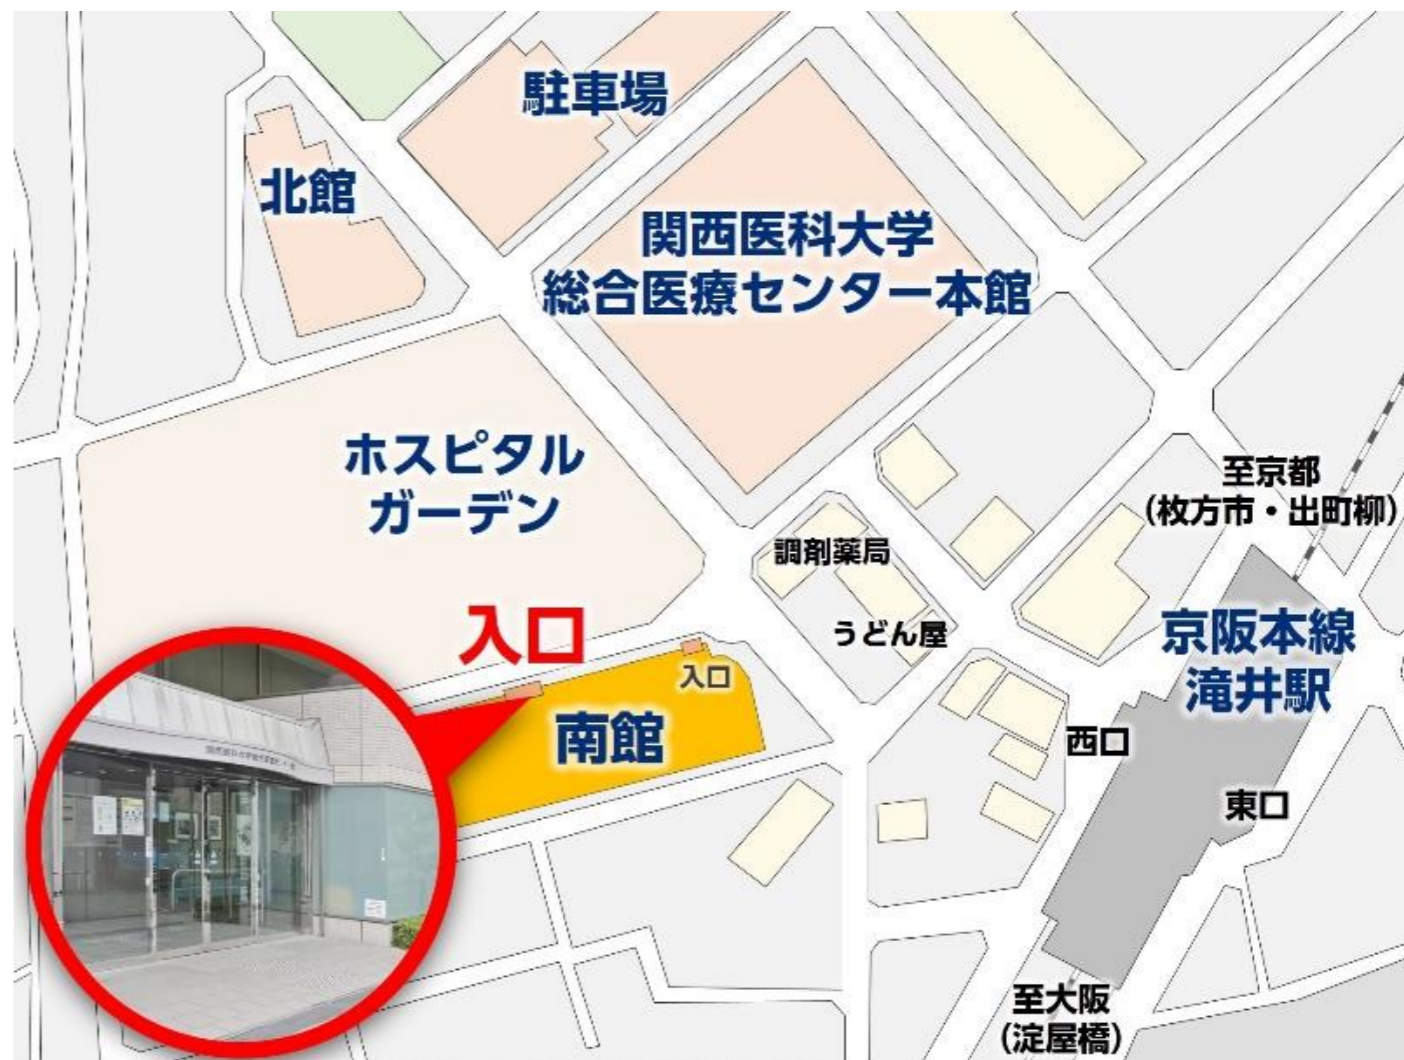 駐車場
北館
関西医科大学
総合医療センター本館
ホスピタル
ガーデン
至京都
(枚方市・出町柳)
調剤薬局
うどん屋
入口
入口
京阪本線
滝井駅
南館
西口
東口
至大阪
(淀屋橋)